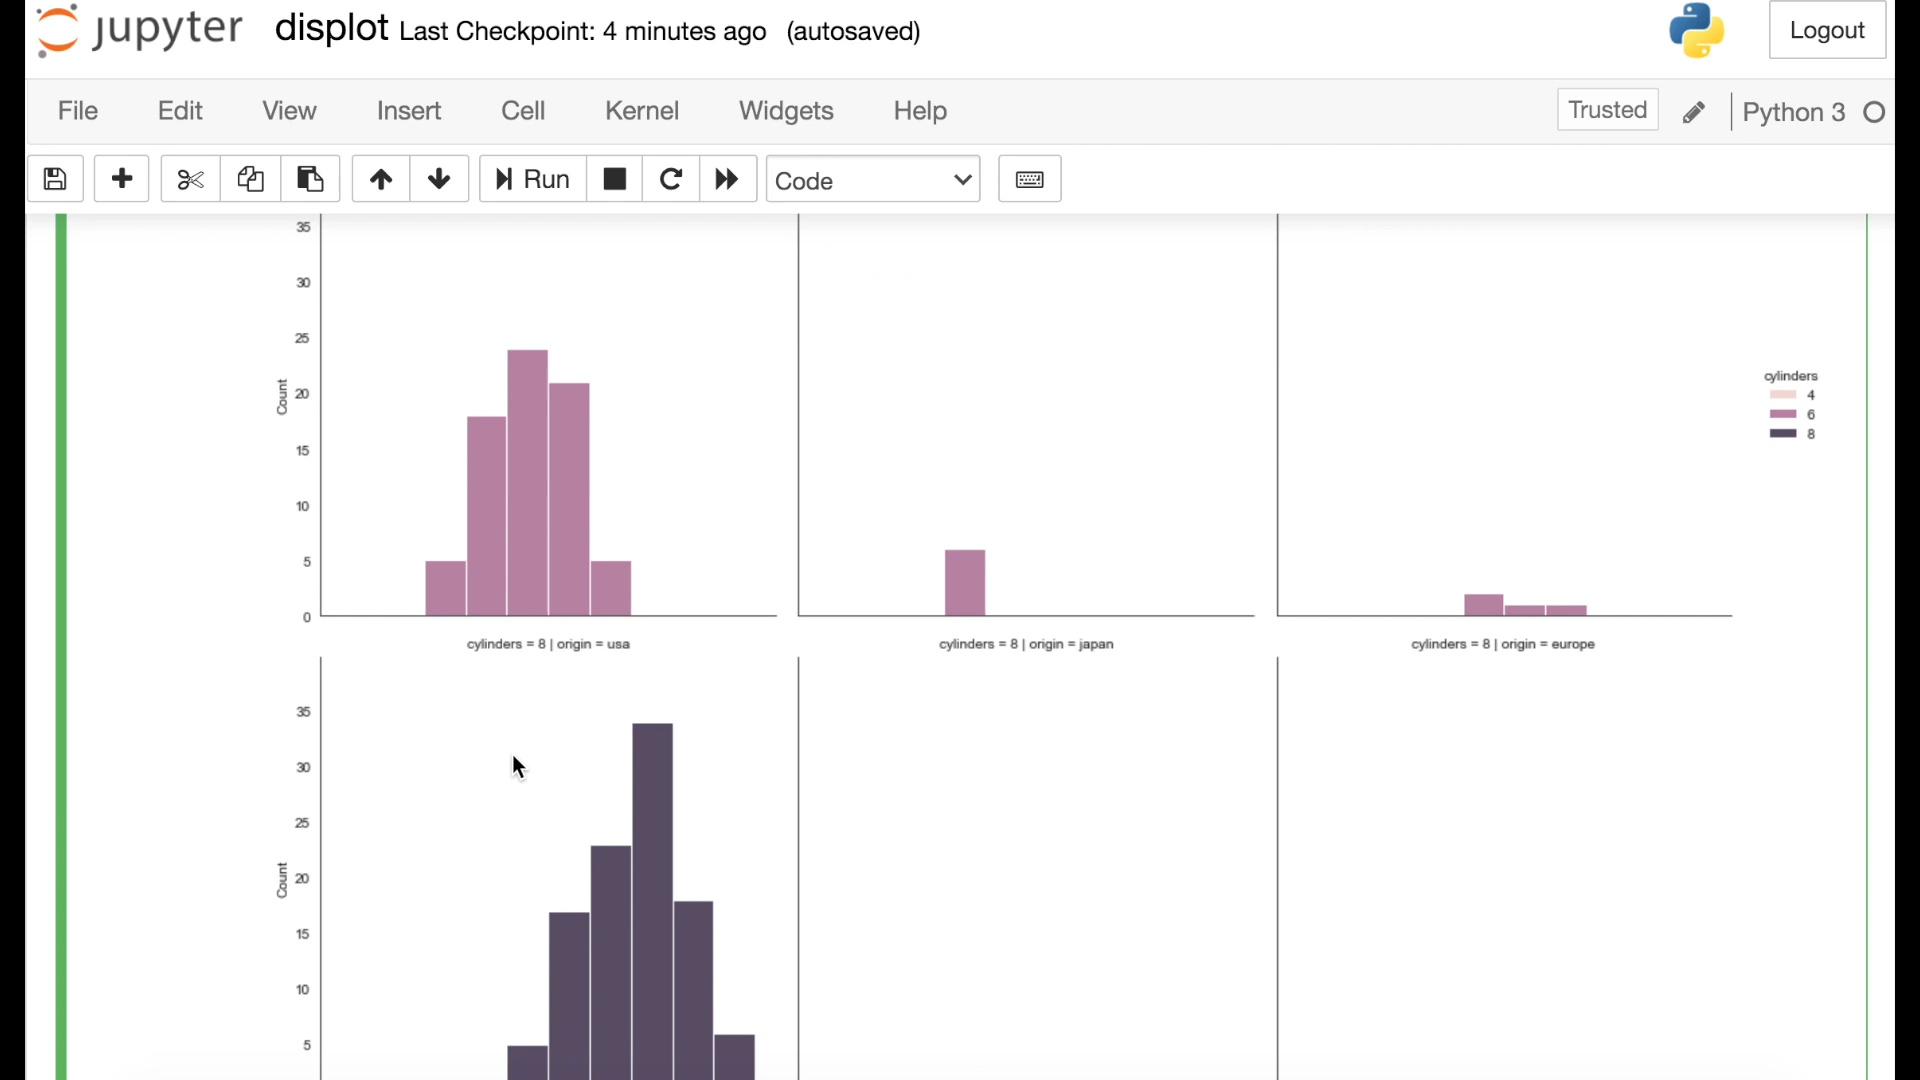 jupyter displot Last Checkpoint: 4 minutes ago (autosaved) Logout
File Edit View Insert Cell Kernel Widgets Help Trusted Python 3
Run Code
35
30
25
20
15
10
5
0
Count
cylinders
4
6
8
cylinders = 8 | origin = usa cylinders = 8 | origin = japan cylinders = 8 | origin = europe
35
30
25
20
15
10
5
Count